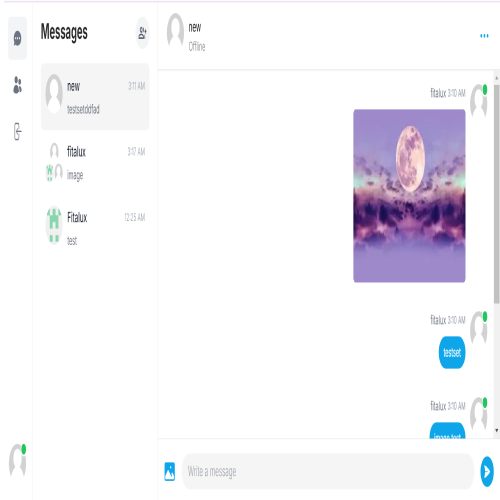 Messages
new
3:11 AM
testsetddfad
fitalux
3:17 AM
image
Fitalux
12:25 AM
test
new
Offline
fitalux 3:10 AM
fitalux 3:10 AM
testset
fitalux 3:10 AM
image test
Write a message